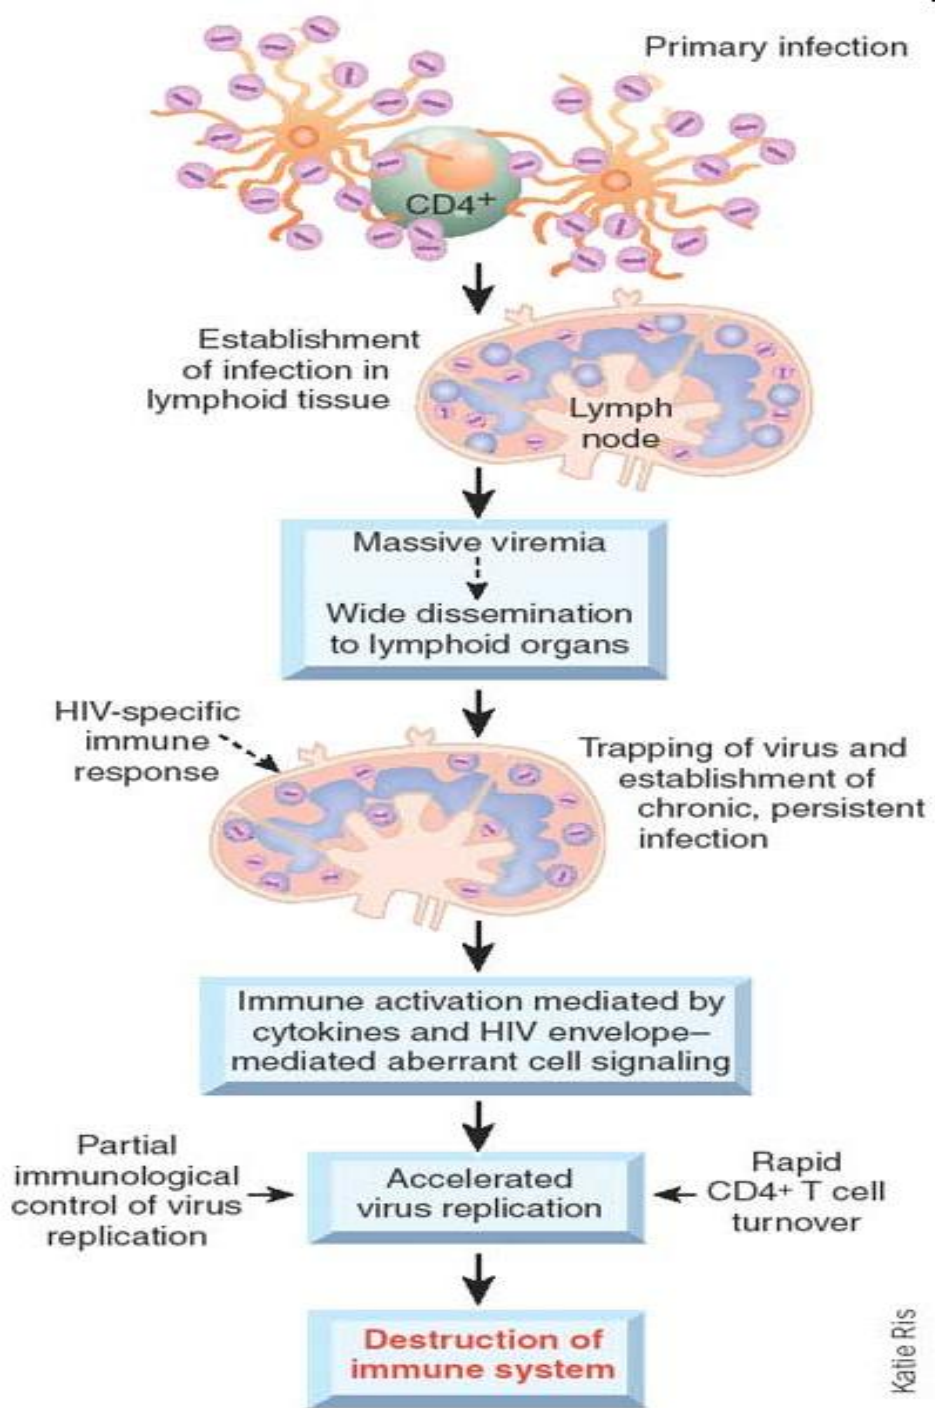 Primary infection
CD4+
Establishment
of infection in
lymphoid tissue
Lymph
node
Massive viremia
Wide dissemination
to lymphoid organs
HIV-specific
immune
response
Trapping of virus and
establishment of
chronic, persistent
infection
Immune activation mediated by
cytokines and HIV envelope–
mediated aberrant cell signaling
Partial
immunological
control of virus
replication
Accelerated
virus replication
Rapid
CD4+ T cell
turnover
Destruction of
immune system
Katie Ris